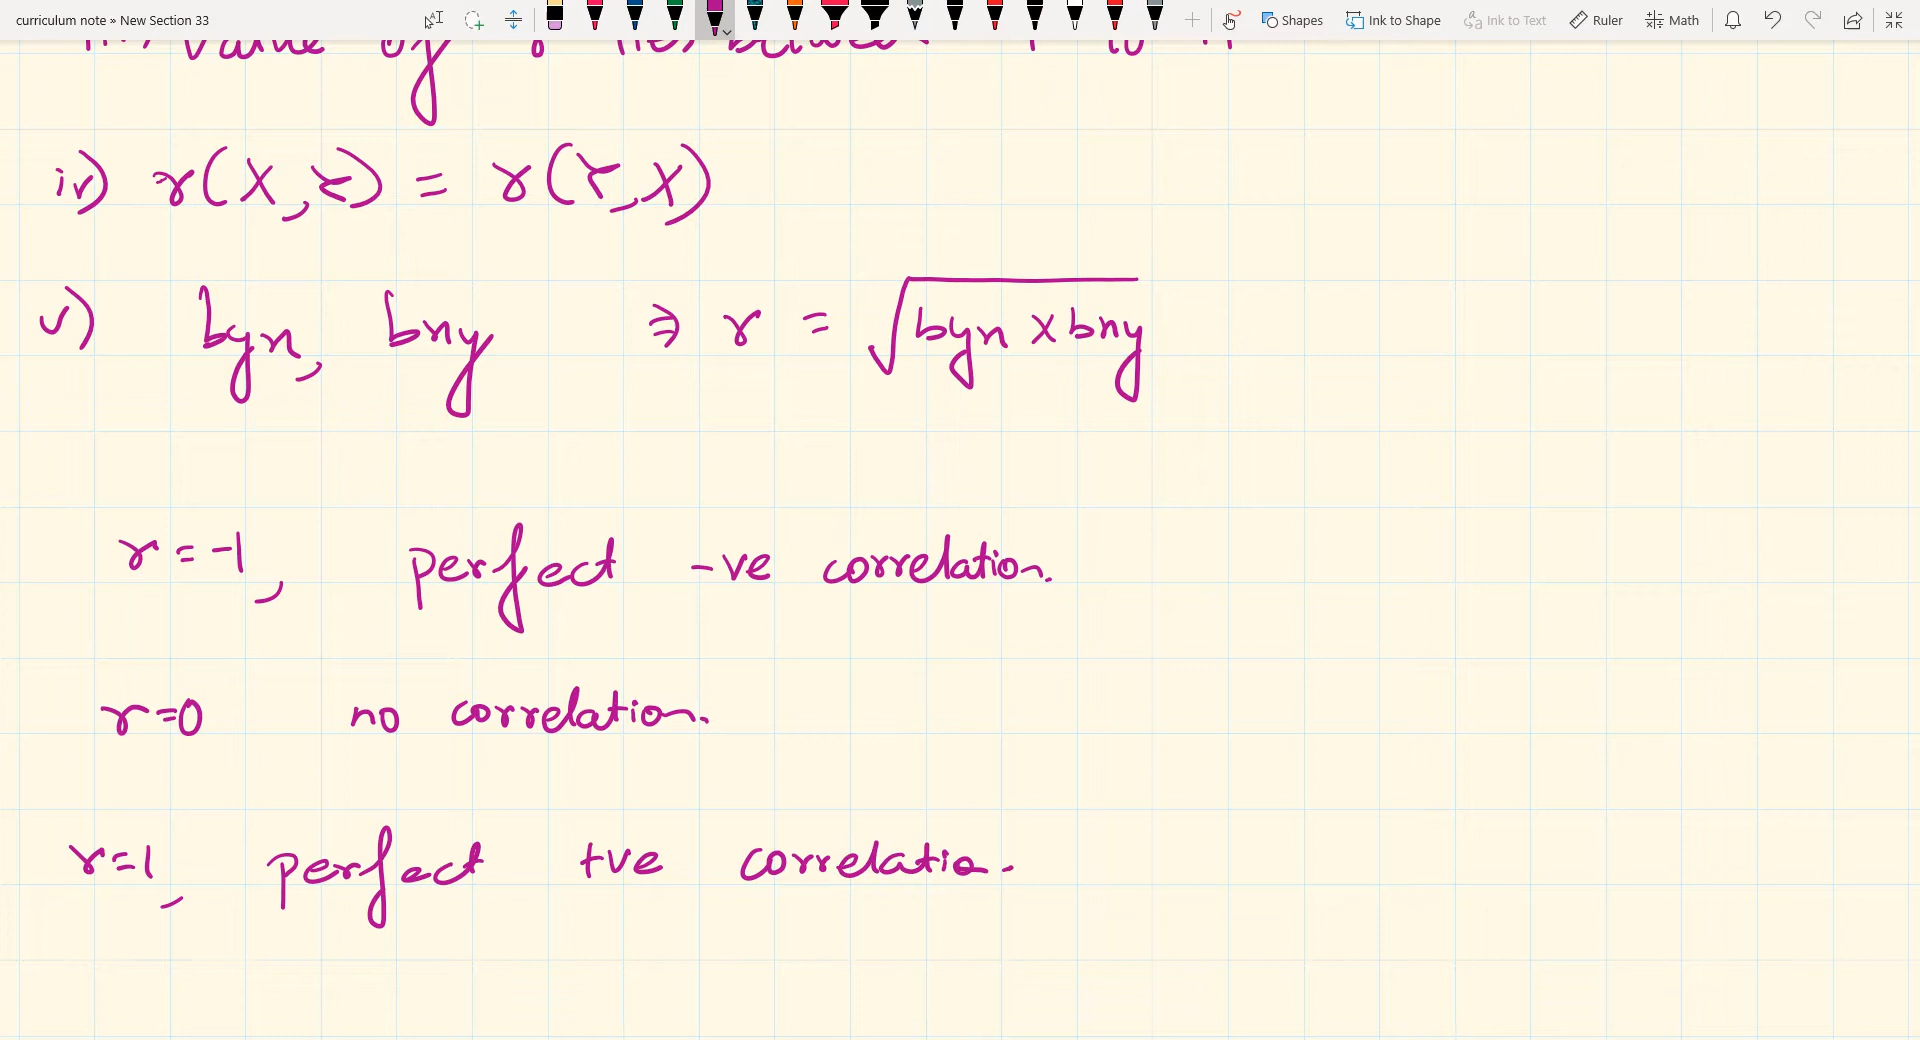 curriculum note » New Section 33
Shapes Ink to Shape Ink to Text Ruler Math
iv) r(X,Y) = r(Y,X)
v) byx, bxy ⇒ r = √byx × bxy
r = -1, perfect -ve correlation.
r=0 no correlation.
r=1, perfect +ve correlation.